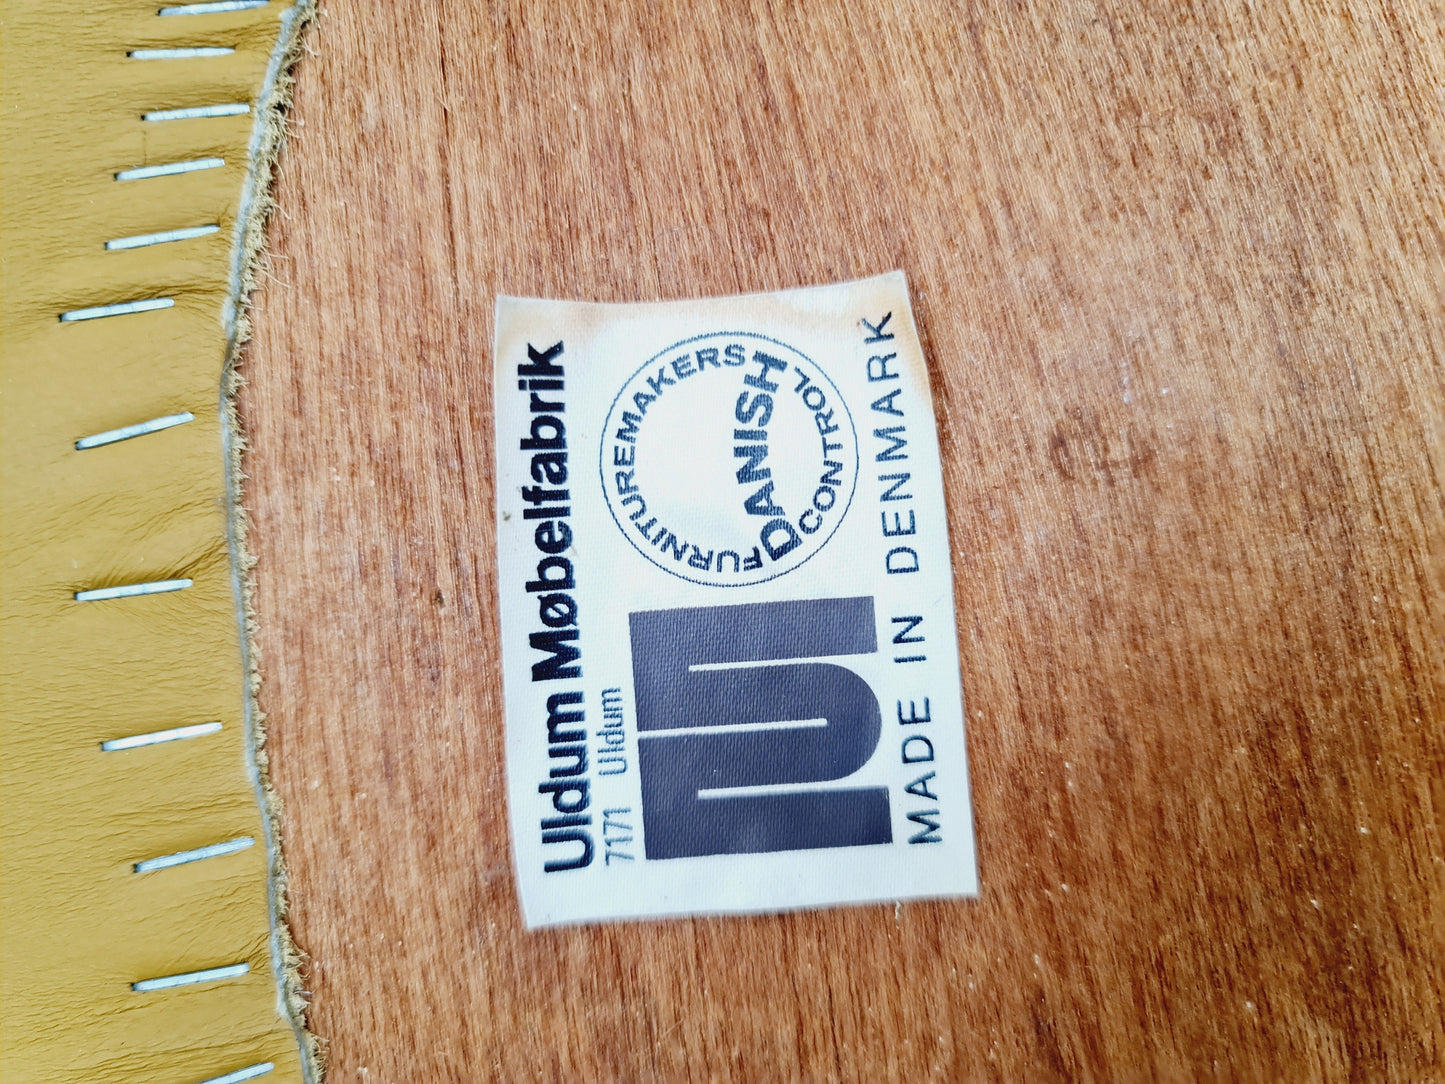 Uldum Møbelfabrik
7171 Uldum
DANISH
FURNITUREMAKERS
CONTROL
MADE IN DENMARK